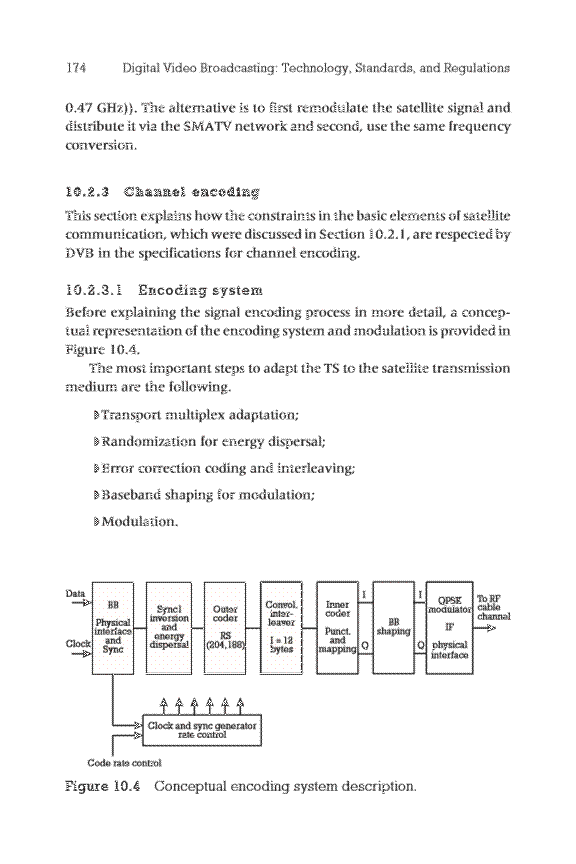 174 Digital Video Broadcasting: Technology, Standards, and Regulations
0.47 GHz)). The alternative is to first remodulate the satellite signal and
distribute it via the SMATV network and second, use the same frequency
conversion.
10.2.3 Channel encoding
This section explains how the constraints in the basic elements of satellite
communication, which were discussed in Section 10.2.1, are respected by
DVB in the specifications for channel encoding.
10.2.3.1 Encoding system
Before explaining the signal encoding process in more detail, a concep-
tual representation of the encoding system and modulation is provided in
Figure 10.4.
The most important steps to adapt the TS to the satellite transmission
medium are the following.
Transport multiplex adaptation;
Randomization for energy dispersal;
Error correction coding and interleaving;
Baseband shaping for modulation;
Modulation.
Data
Clock
BB
Physical
interface
and
Sync
Sync1
inversion
and
energy
dispersal
Outer
coder
RS
(204,188)
Convol.
inter-
leaver
I = 12
bytes
Inner
coder
Punct.
and
mapping
I
Q
BB
shaping
I
Q
QPSK
modulator
IF
physical
interface
To RF
cable
channel
Clock and sync generator
rate control
Code rate control
Figure 10.4 Conceptual encoding system description.